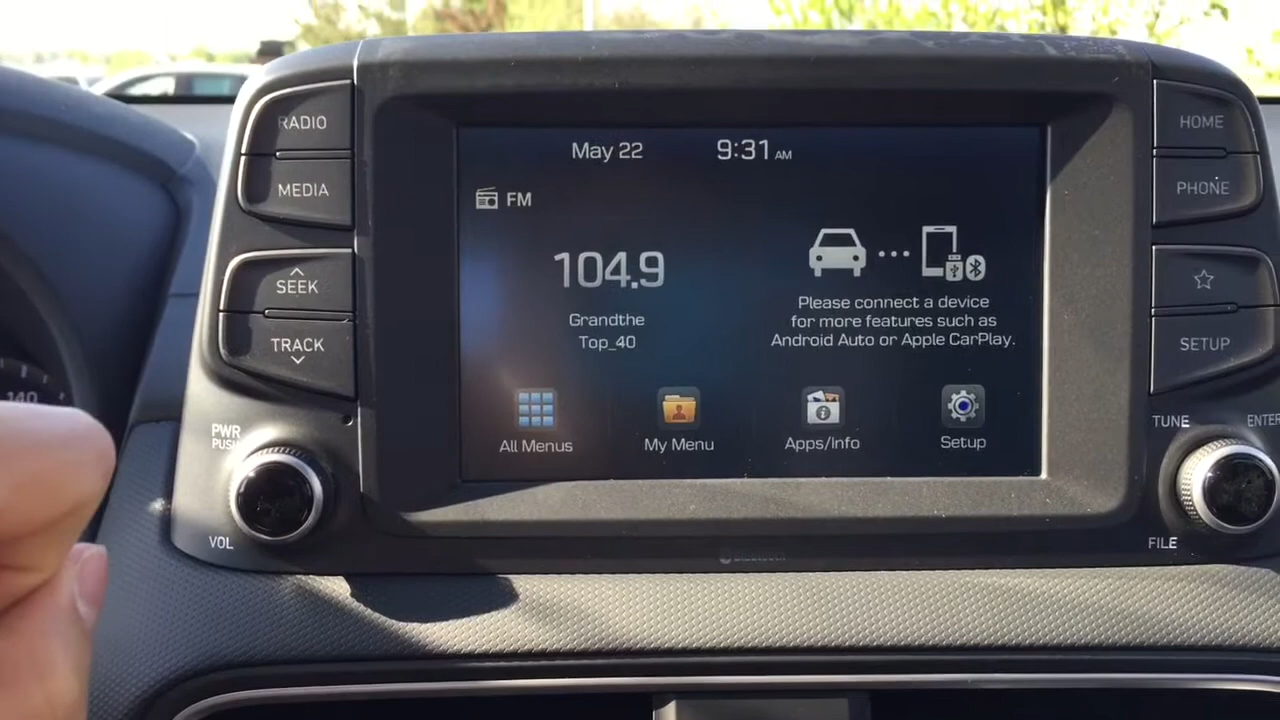 RADIO
MEDIA
SEEK
TRACK
PWR
PUSH
VOL
140
May 22 9:31 AM
FM
104.9
Grandthe
Top_40
Please connect a device
for more features such as
Android Auto or Apple CarPlay.
All Menus My Menu Apps/Info Setup
Bluetooth
HOME
PHONE
SETUP
TUNE ENTER
FILE